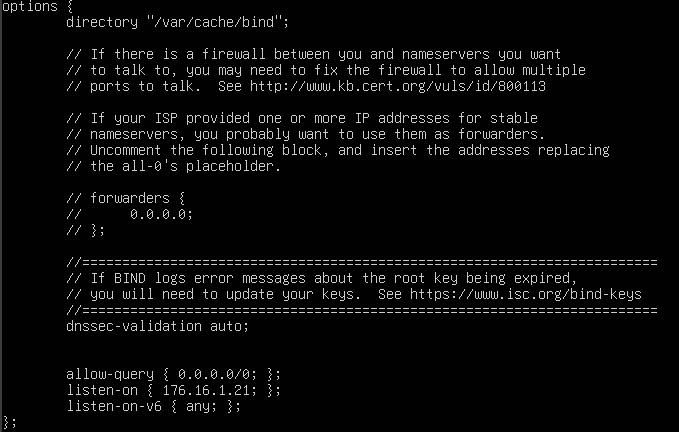 options {
        directory "/var/cache/bind";

        // If there is a firewall between you and nameservers you want
        // to talk to, you may need to fix the firewall to allow multiple
        // ports to talk.  See http://www.kb.cert.org/vuls/id/800113

        // If your ISP provided one or more IP addresses for stable
        // nameservers, you probably want to use them as forwarders.
        // Uncomment the following block, and insert the addresses replacing
        // the all-0's placeholder.

        // forwarders {
        //      0.0.0.0;
        // };

        //========================================================================
        // If BIND logs error messages about the root key being expired,
        // you will need to update your keys.  See https://www.isc.org/bind-keys
        //========================================================================
        dnssec-validation auto;


        allow-query { 0.0.0.0/0; };
        listen-on { 176.16.1.21; };
        listen-on-v6 { any; };
};